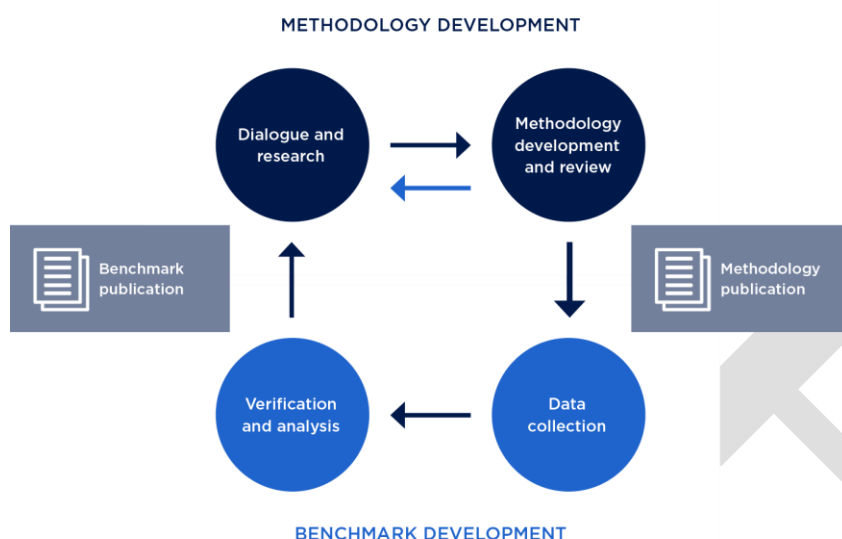 METHODOLOGY DEVELOPMENT
Dialogue and
research
Methodology
development
and review
Benchmark
publication
Methodology
publication
Verification
and analysis
Data
collection
BENCHMARK DEVELOPMENT